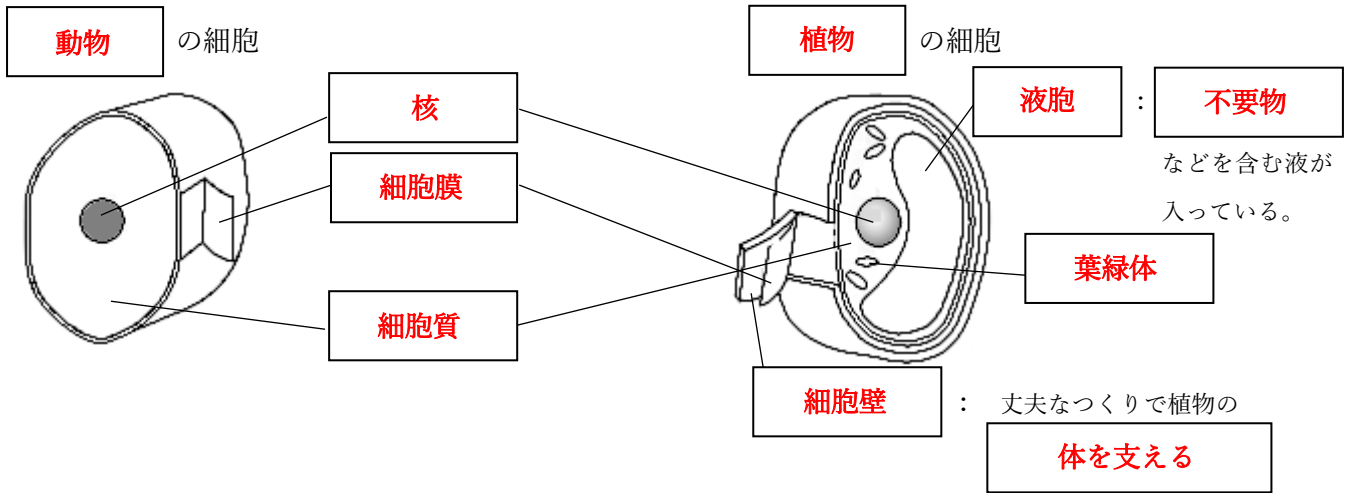 動物 の細胞
植物 の細胞
核
液胞 : 不要物
などを含む液が
入っている。
細胞膜
葉緑体
細胞質
細胞壁 : 丈夫なつくりで植物の
体を支える